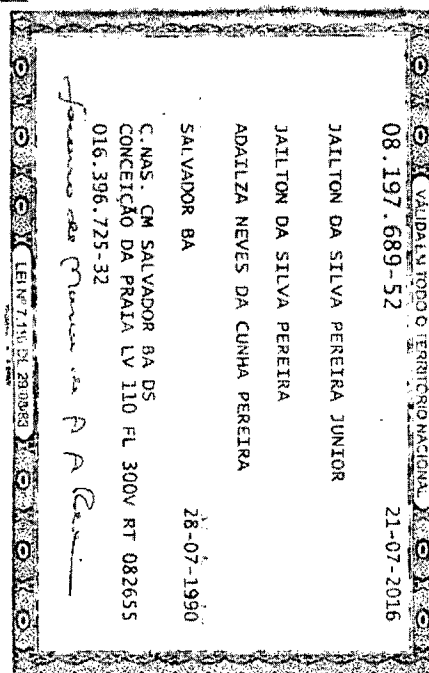 VÁLIDA EM TODO O TERRITÓRIO NACIONAL
08.197.689-52 21-07-2016
JAILTON DA SILVA PEREIRA JUNIOR
JAILTON DA SILVA PEREIRA
ADAILZA NEVES DA CUNHA PEREIRA
SALVADOR BA 28-07-1990
C.NAS. CM SALVADOR BA DS
CONCEIÇÃO DA PRAIA LV 110 FL 300V RT 082655
016.396.725-32
LEI Nº 7.116 DE 29/08/83